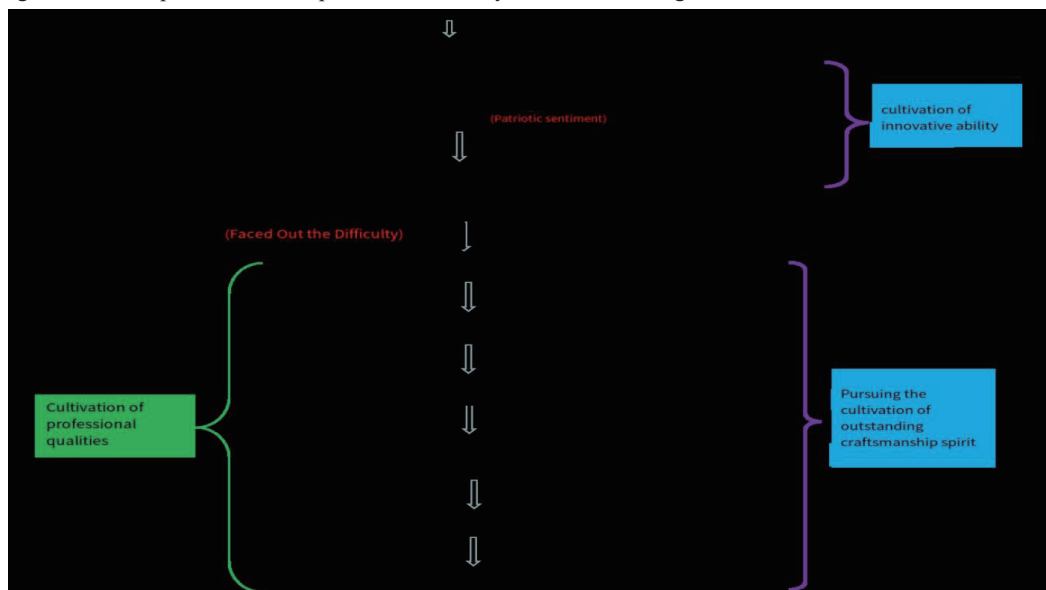 cultivation of
innovative ability
(Patriotic sentiment)
(Faced Out the Difficulty)
Cultivation of
professional
qualities
Pursuing the
cultivation of
outstanding
craftsmanship spirit